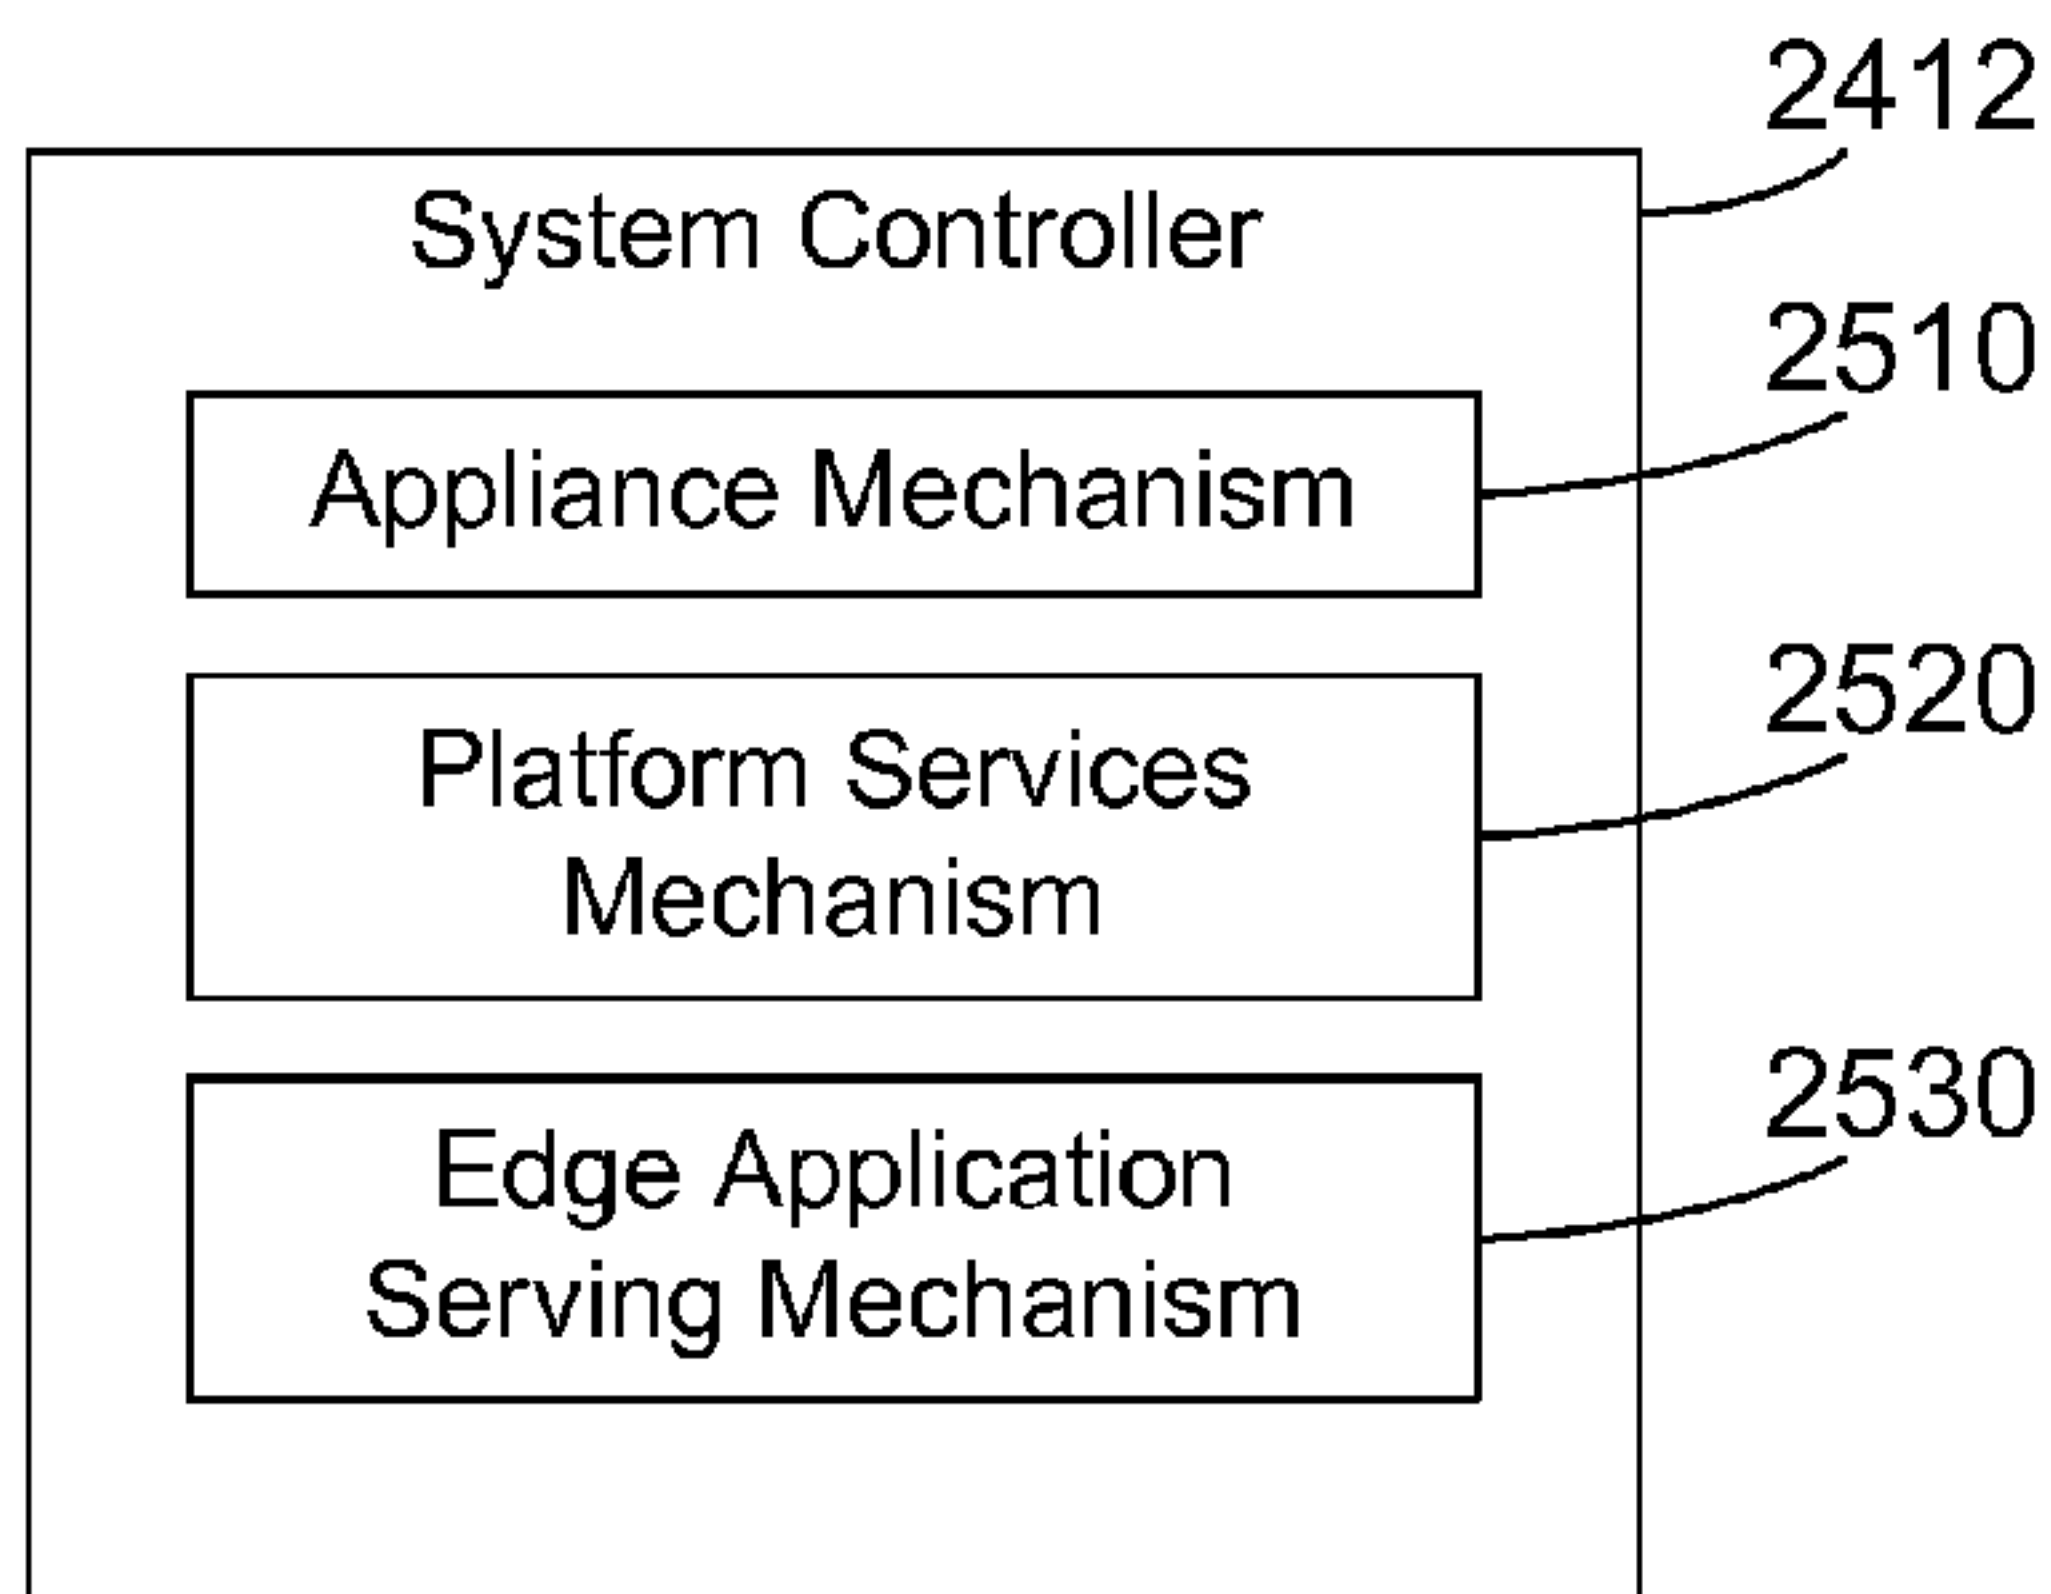 2412
System Controller
2510
Appliance Mechanism
2520
Platform Services
Mechanism
2530
Edge Application
Serving Mechanism